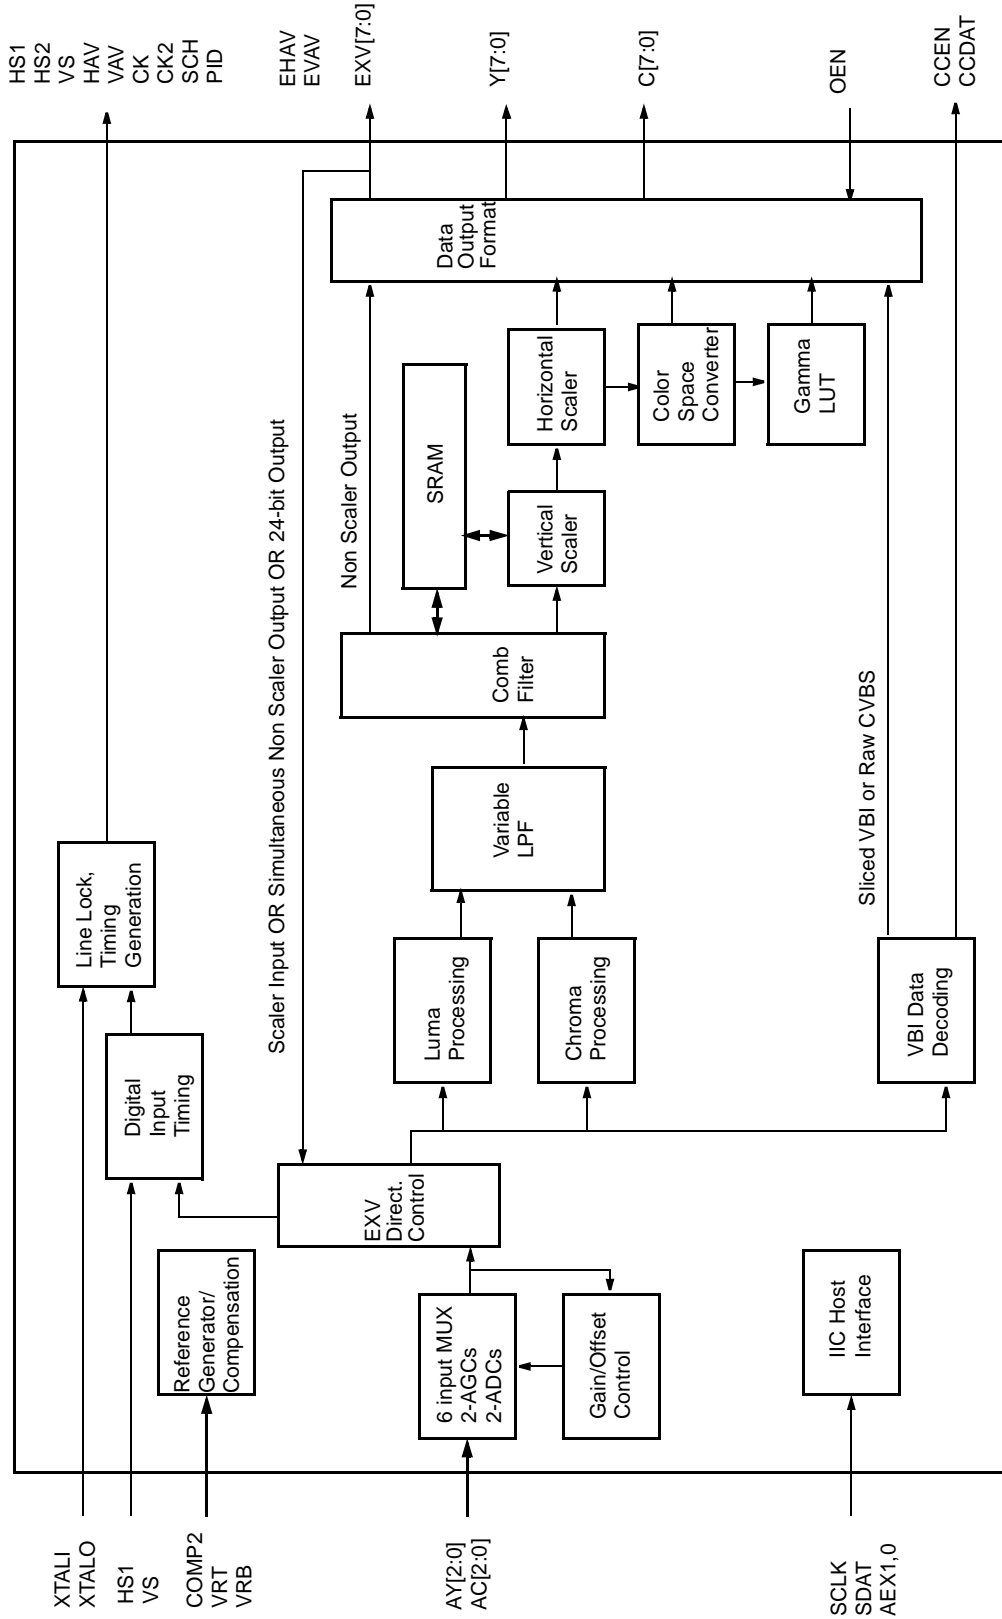 XTALI
XTALO
HS1
VS
COMP2
VRT
VRB
AY[2:0]
AC[2:0]
SCLK
SDAT
AEX1,0
Reference
Generator/
Compensation
6 input MUX
2-AGCs
2-ADCs
Gain/Offset
Control
IIC Host
Interface
Digital
Input
Timing
EXV
Direct.
Control
Line Lock,
Timing
Generation
Luma
Processing
Chroma
Processing
VBI Data
Decoding
Variable
LPF
Comb
Filter
SRAM
Vertical
Scaler
Horizontal
Scaler
Color
Space
Converter
Gamma
LUT
Data
Output
Format
Scaler Input OR Simultaneous Non Scaler Output OR 24-bit Output
Non Scaler Output
Sliced VBI or Raw CVBS
HS1
HS2
VS
HAV
VAV
CK
CK2
SCH
PID
EHAV
EVAV
EXV[7:0]
Y[7:0]
C[7:0]
OEN
CCEN
CCDAT